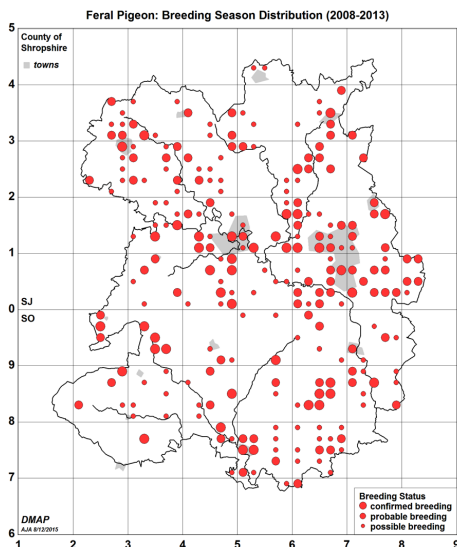 Feral Pigeon: Breeding Season Distribution (2008-2013)
County of
Shropshire
towns
5
4
3
2
1
SJ
0
SO
9
8
7
6
DMAP
AJA 8/12/2015
Breeding Status
confirmed breeding
probable breeding
possible breeding
1 2 3 4 5 6 7 8 9